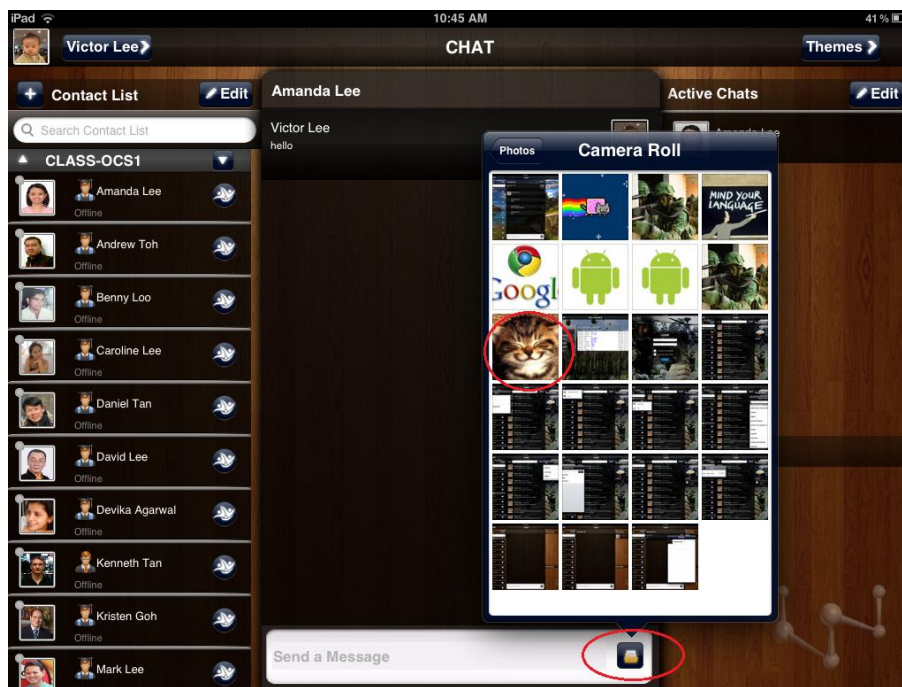 iPad
10:45 AM
41 %
Victor Lee
CHAT
Themes
+ Contact List
Edit
Search Contact List
CLASS-OCS1
Amanda Lee
Offline
Andrew Toh
Offline
Benny Loo
Offline
Caroline Lee
Offline
Daniel Tan
Offline
David Lee
Offline
Devika Agarwal
Offline
Kenneth Tan
Offline
Kristen Goh
Offline
Mark Lee
Amanda Lee
Victor Lee
hello
Send a Message
Photos
Camera Roll
MIND YOUR
LANGUAGE
Googl
Active Chats
Edit
Amanda Lee